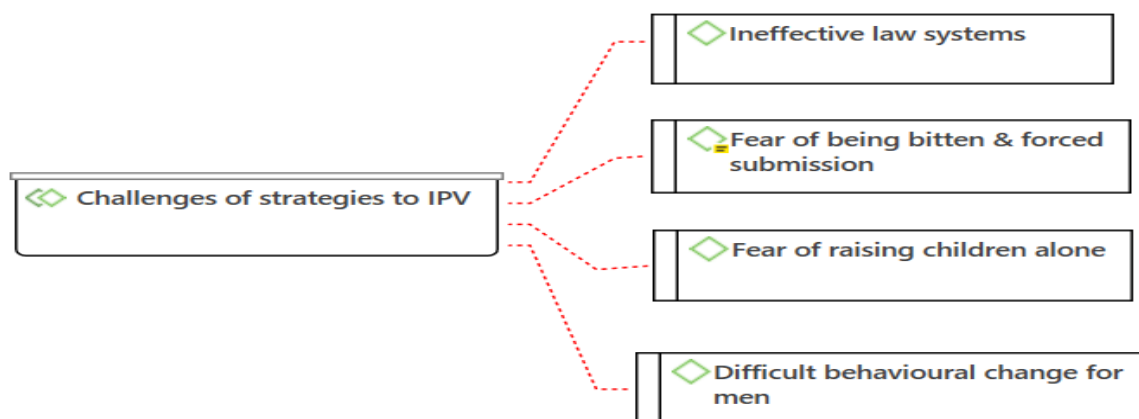 Ineffective law systems
Fear of being bitten & forced
submission
Challenges of strategies to IPV
Fear of raising children alone
Difficult behavioural change for
men